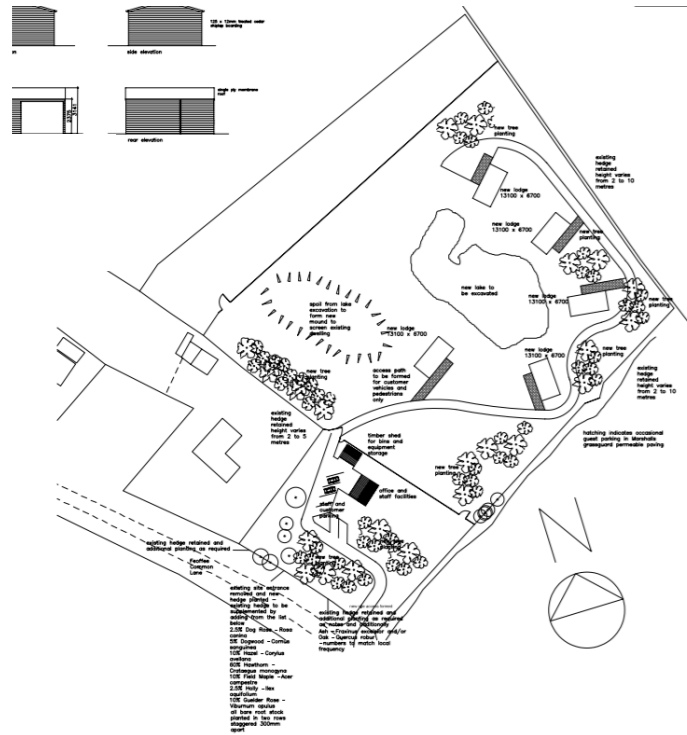 side elevation
125 x 12mm treated cedar
shiplap boarding
rear elevation
single ply membrane
roof
2375
3141
new tree
planting
existing
hedge
retained
height varies
from 2 to 10
metres
new lodge
13100 x 6700
new lodge
13100 x 6700
new tree
planting
new lake to
be excavated
new lodge
13100 x 6700
new tree
planting
spoil from lake
excavation to
form new
mound to
screen existing
dwelling
new lodge
13100 x 6700
new lodge
13100 x 6700
new tree
planting
new tree
planting
access path
to be formed
for customer
vehicles and
pedestrians
only
existing
hedge
retained
height varies
from 2 to 10
metres
existing
hedge
retained
height varies
from 2 to 5
metres
hatching indicates occasional
guest parking in Marshalls
grassguard permeable paving
timber shed
for bins and
equipment
storage
new tree
planting
office and
staff facilities
staff and
customer
parking
existing hedge retained and
additional planting as required
Feoffee
Common
Lane
new tree
planting
existing site entrance
removed and new
hedge planted -
existing hedge to be
supplemented by
adding from the list
below
2.5% Dog Rose - Rosa
canina
5% Dogwood - Cornus
sanguinea
10% Hazel - Corylus
avellana
60% Hawthorn -
Crataegus monogyna
10% Field Maple - Acer
campestre
2.5% Holly - Ilex
aquifolium
10% Guelder Rose -
Viburnum opulus
all bare root stock
planted in two rows
staggered 300mm
apart
existing hedge retained and
additional planting as required
as notes and additionally
Ash - Fraxinus excelsior and/or
Oak - Quercus robur
- numbers to match local
frequency